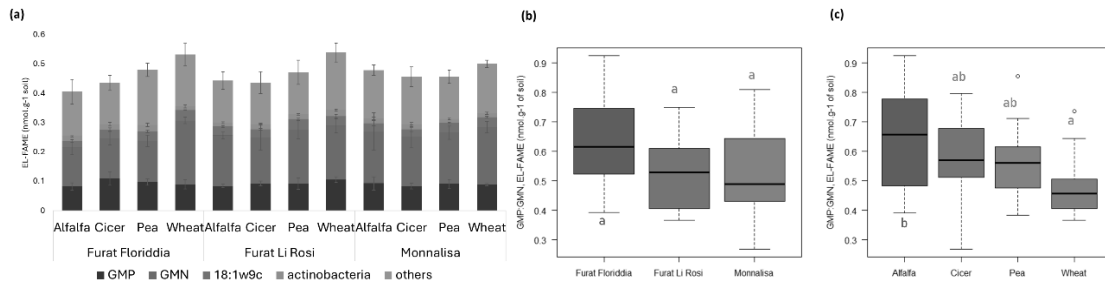 (a)
EL-FAME (nmol.g-1 soil)
0.6
0.5
0.4
0.3
0.2
0.1
0
Alfalfa Cicer Pea Wheat Alfalfa Cicer Pea Wheat Alfalfa Cicer Pea Wheat
Furat Floriddia Furat Li Rosi Monnalisa
GMP GMN 18:1w9c actinobacteria others
(b)
GMP:GMN, EL-FAME (nmol.g-1 of soil)
0.9
0.8
0.7
0.6
0.5
0.4
0.3
a
a
a
Furat Floriddia Furat Li Rosi Monnalisa
(c)
GMP:GMN, EL-FAME (nmol.g-1 of soil)
0.9
0.8
0.7
0.6
0.5
0.4
0.3
b
ab
ab
a
Alfalfa Cicer Pea Wheat